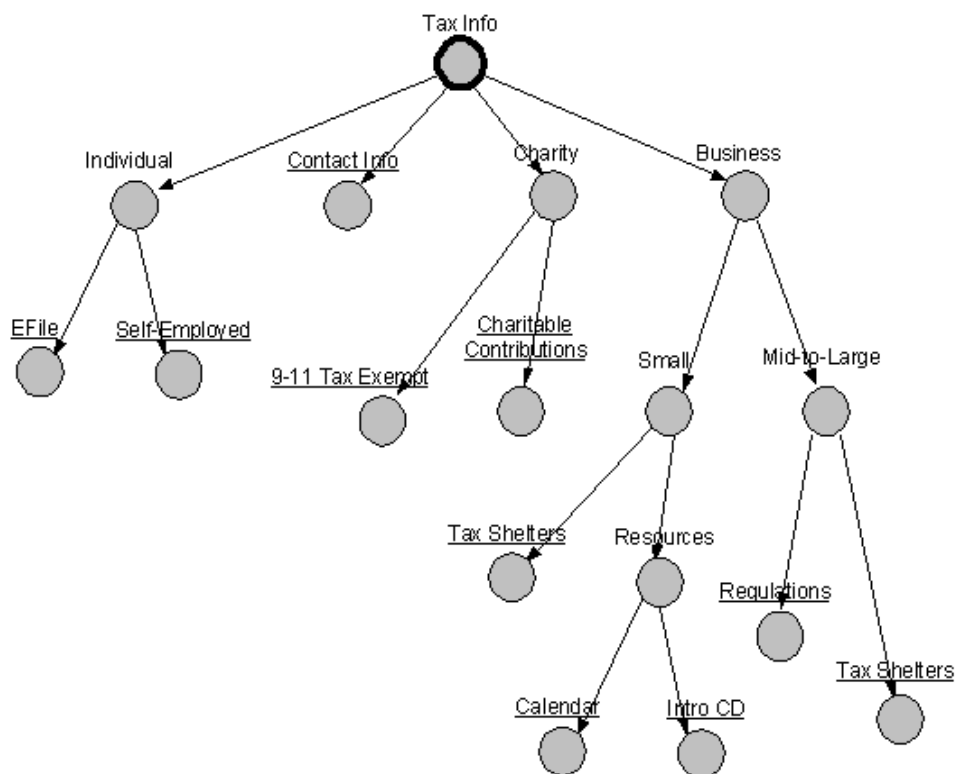 Tax Info
Individual
Contact Info
Charity
Business
EFile
Self-Employed
9-11 Tax Exempt
Charitable
Contributions
Small
Mid-to-Large
Tax Shelters
Resources
Regulations
Tax Shelters
Calendar
Intro CD